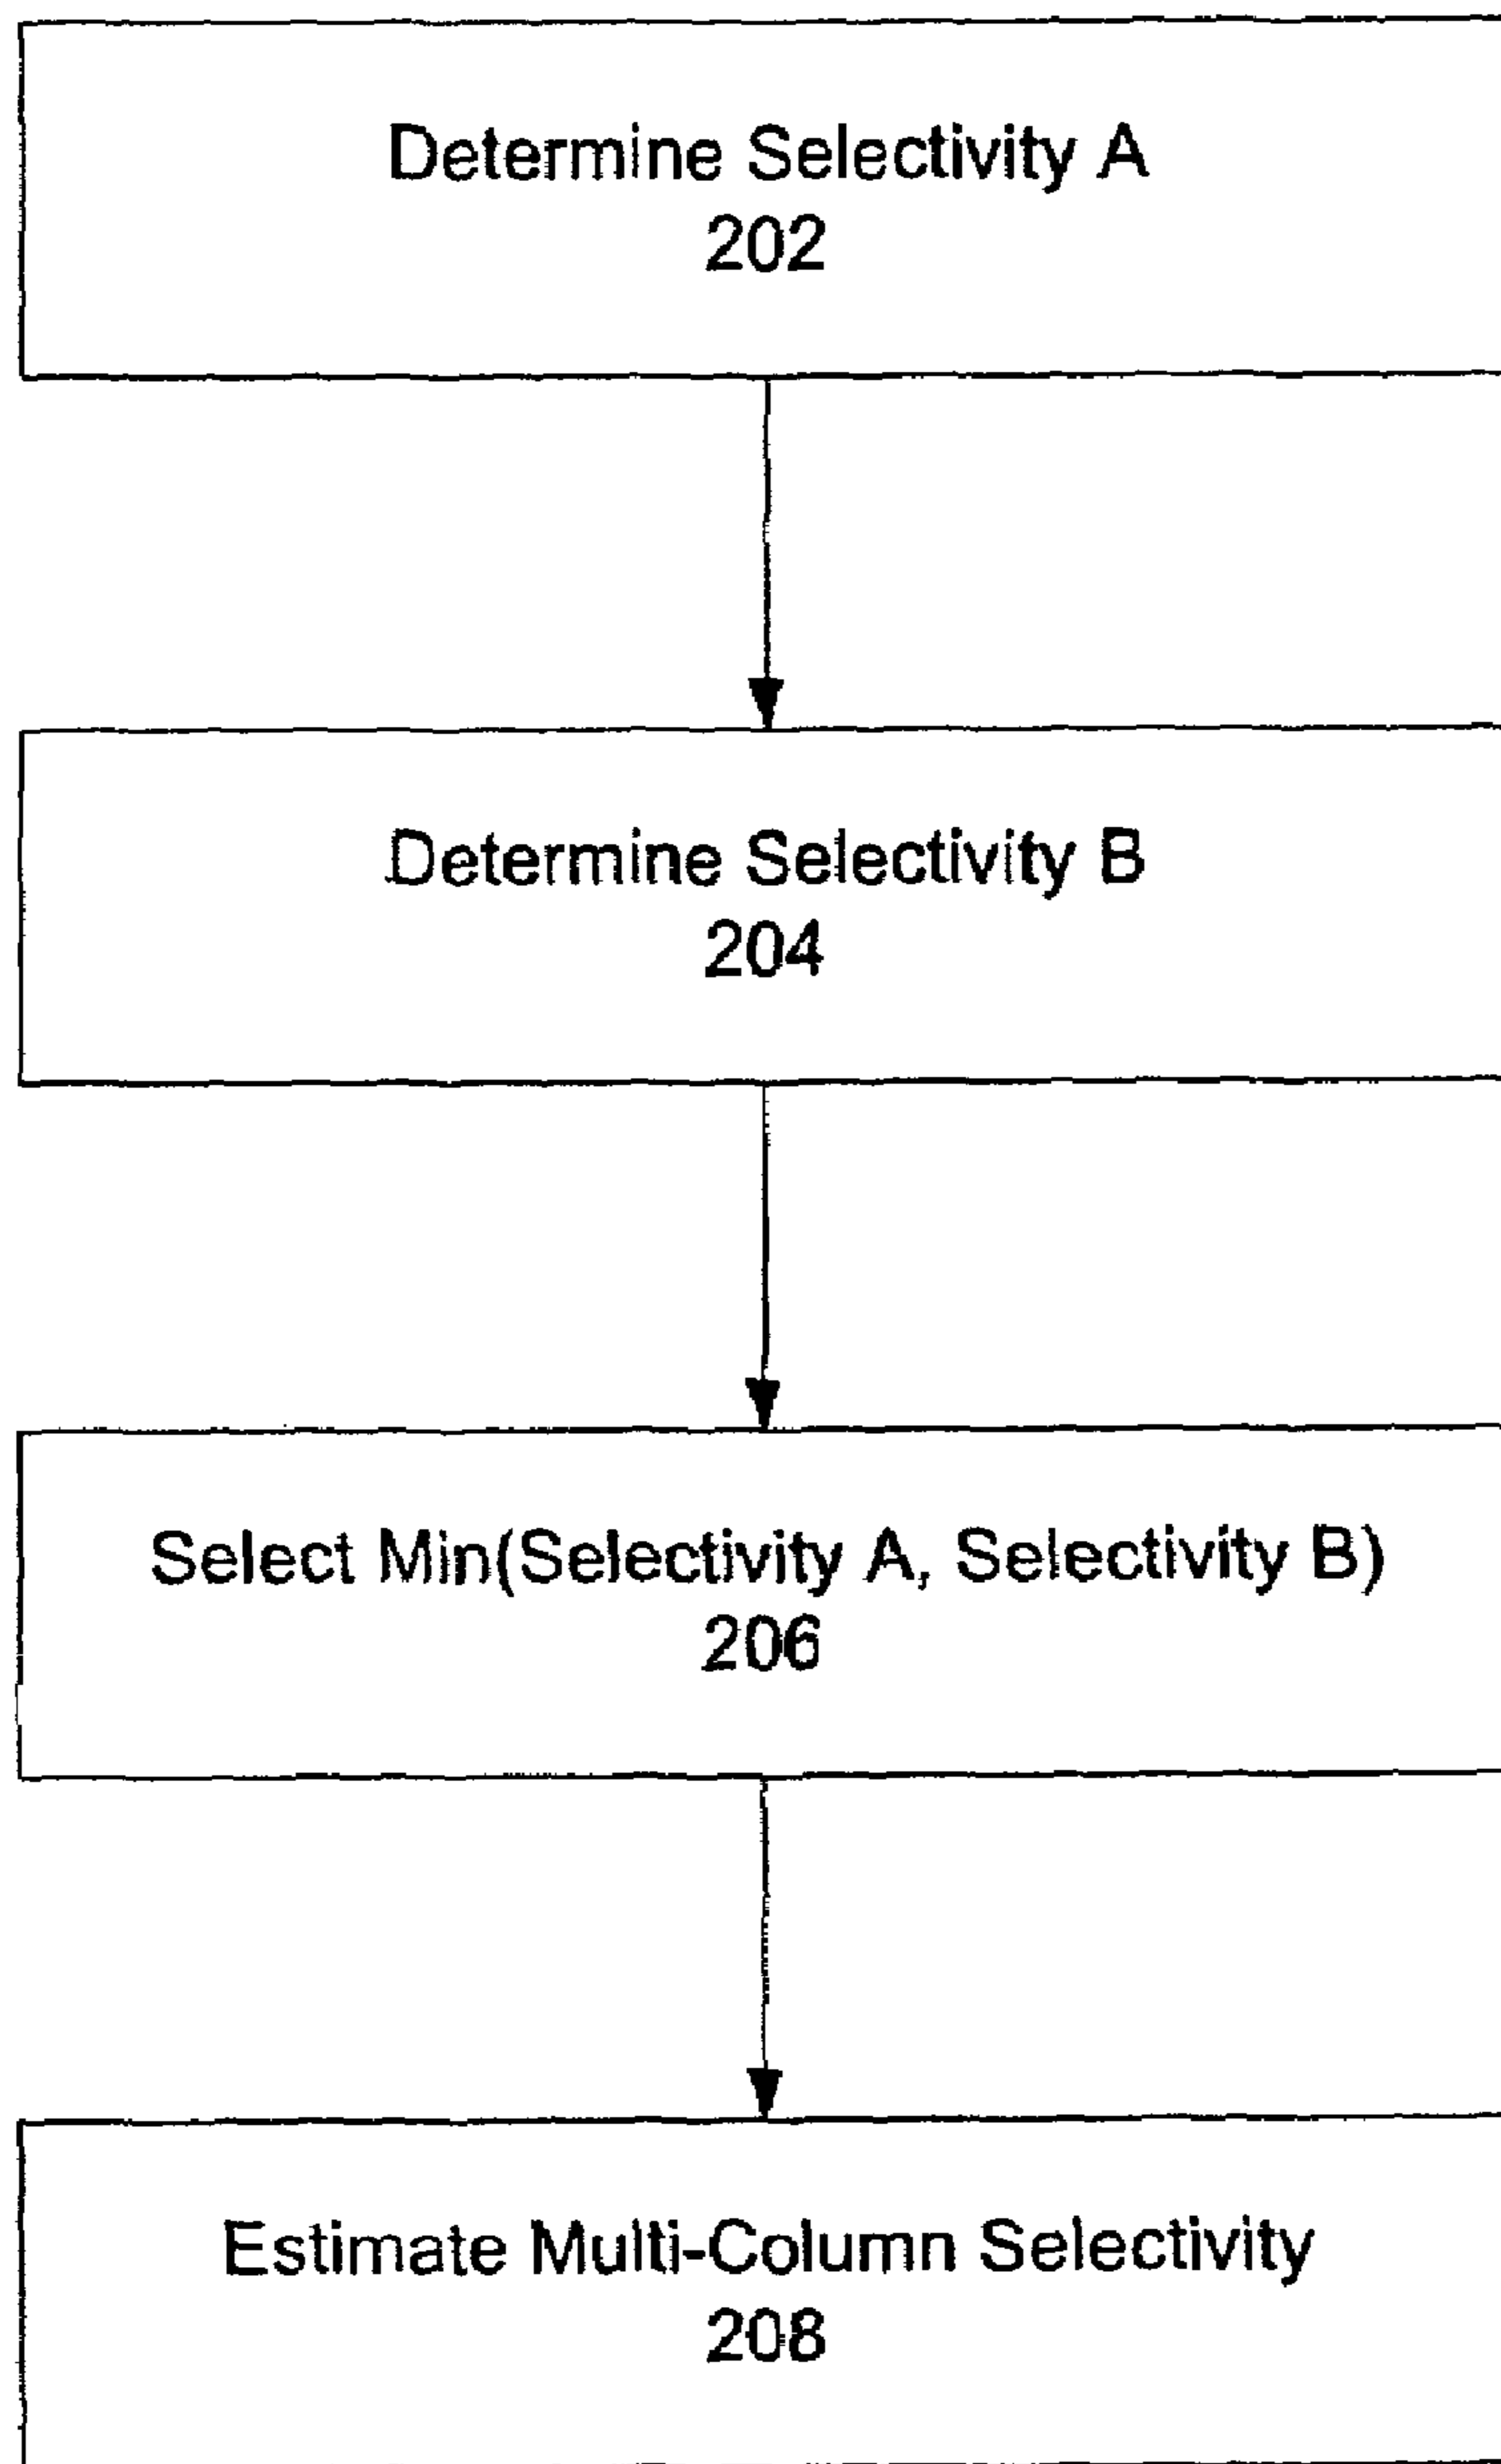 Determine Selectivity A
202
Determine Selectivity B
204
Select Min(Selectivity A, Selectivity B)
206
Estimate Multi-Column Selectivity
208